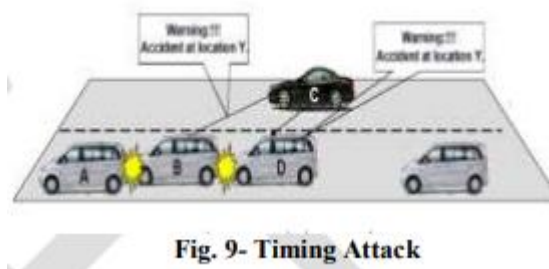 Warning:!!!
Accident at location Y.
Warning:!!!
Accident at location Y.
C
A
B
D
Fig. 9- Timing Attack